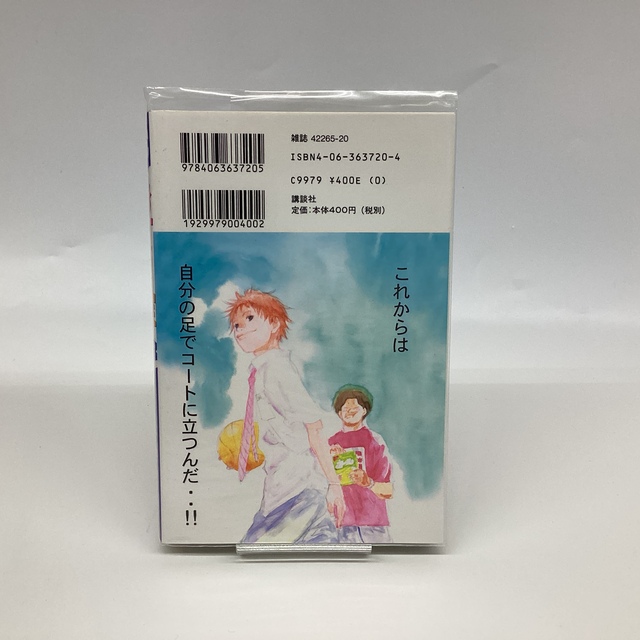 9784063637205
雑誌 42265-20
ISBN4-06-363720-4
C9979 ¥400E (0)
1929979004002
講談社
定価:本体400円(税別)
これからは
自分の足でコートに立つんだ・・!!